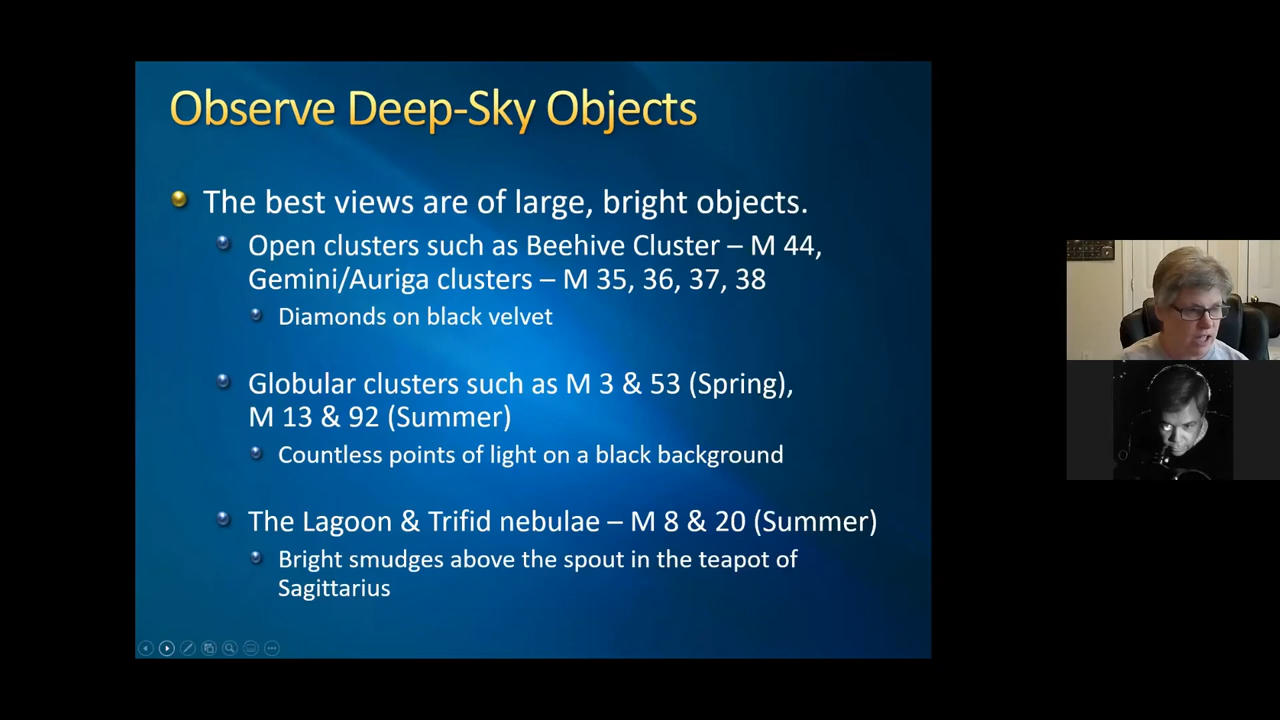 Observe Deep-Sky Objects
The best views are of large, bright objects.
Open clusters such as Beehive Cluster – M 44,
Gemini/Auriga clusters – M 35, 36, 37, 38
Diamonds on black velvet
Globular clusters such as M 3 & 53 (Spring),
M 13 & 92 (Summer)
Countless points of light on a black background
The Lagoon & Trifid nebulae – M 8 & 20 (Summer)
Bright smudges above the spout in the teapot of
Sagittarius